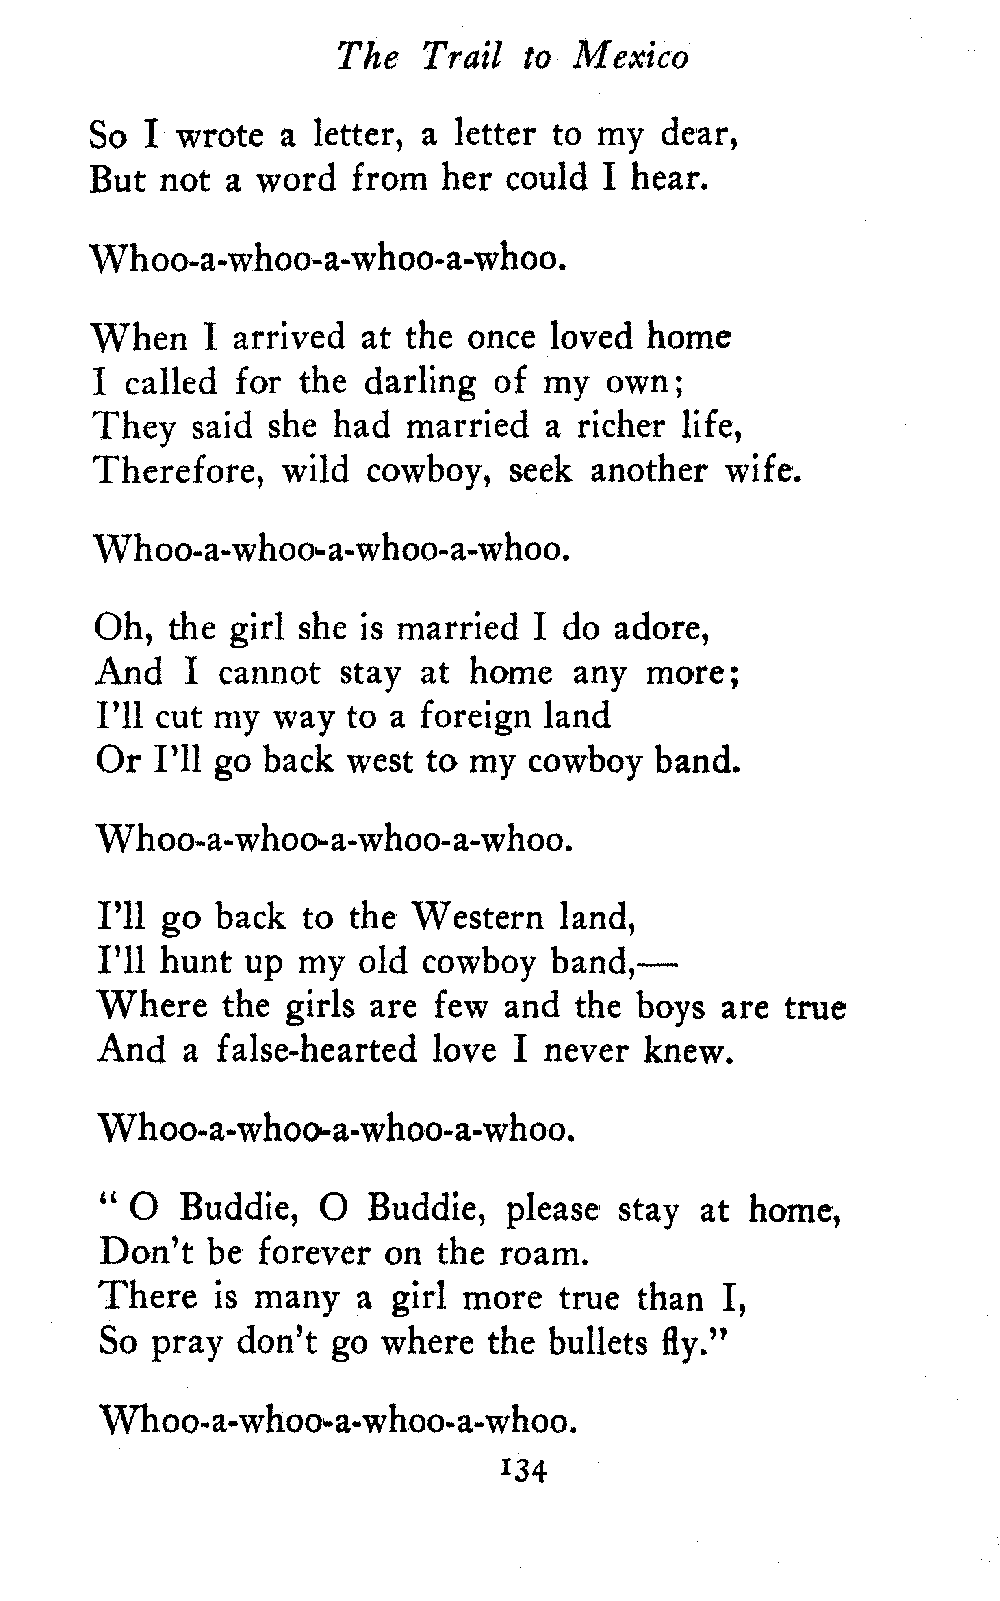 The Trail to Mexico
So I wrote a letter, a letter to my dear,
But not a word from her could I hear.
Whoo-a-whoo-a-whoo-a-whoo.
When I arrived at the once loved home
I called for the darling of my own;
They said she had married a richer life,
Therefore, wild cowboy, seek another wife.
Whoo-a-whoo-a-whoo-a-whoo.
Oh, the girl she is married I do adore,
And I cannot stay at home any more;
I'll cut my way to a foreign land
Or I'll go back west to my cowboy band.
Whoo-a-whoo-a-whoo-a-whoo.
I'll go back to the Western land,
I'll hunt up my old cowboy band,—
Where the girls are few and the boys are true
And a false-hearted love I never knew.
Whoo-a-whoo-a-whoo-a-whoo.
“ O Buddie, O Buddie, please stay at home,
Don't be forever on the roam.
There is many a girl more true than I,
So pray don't go where the bullets fly.”
Whoo-a-whoo-a-whoo-a-whoo.
134